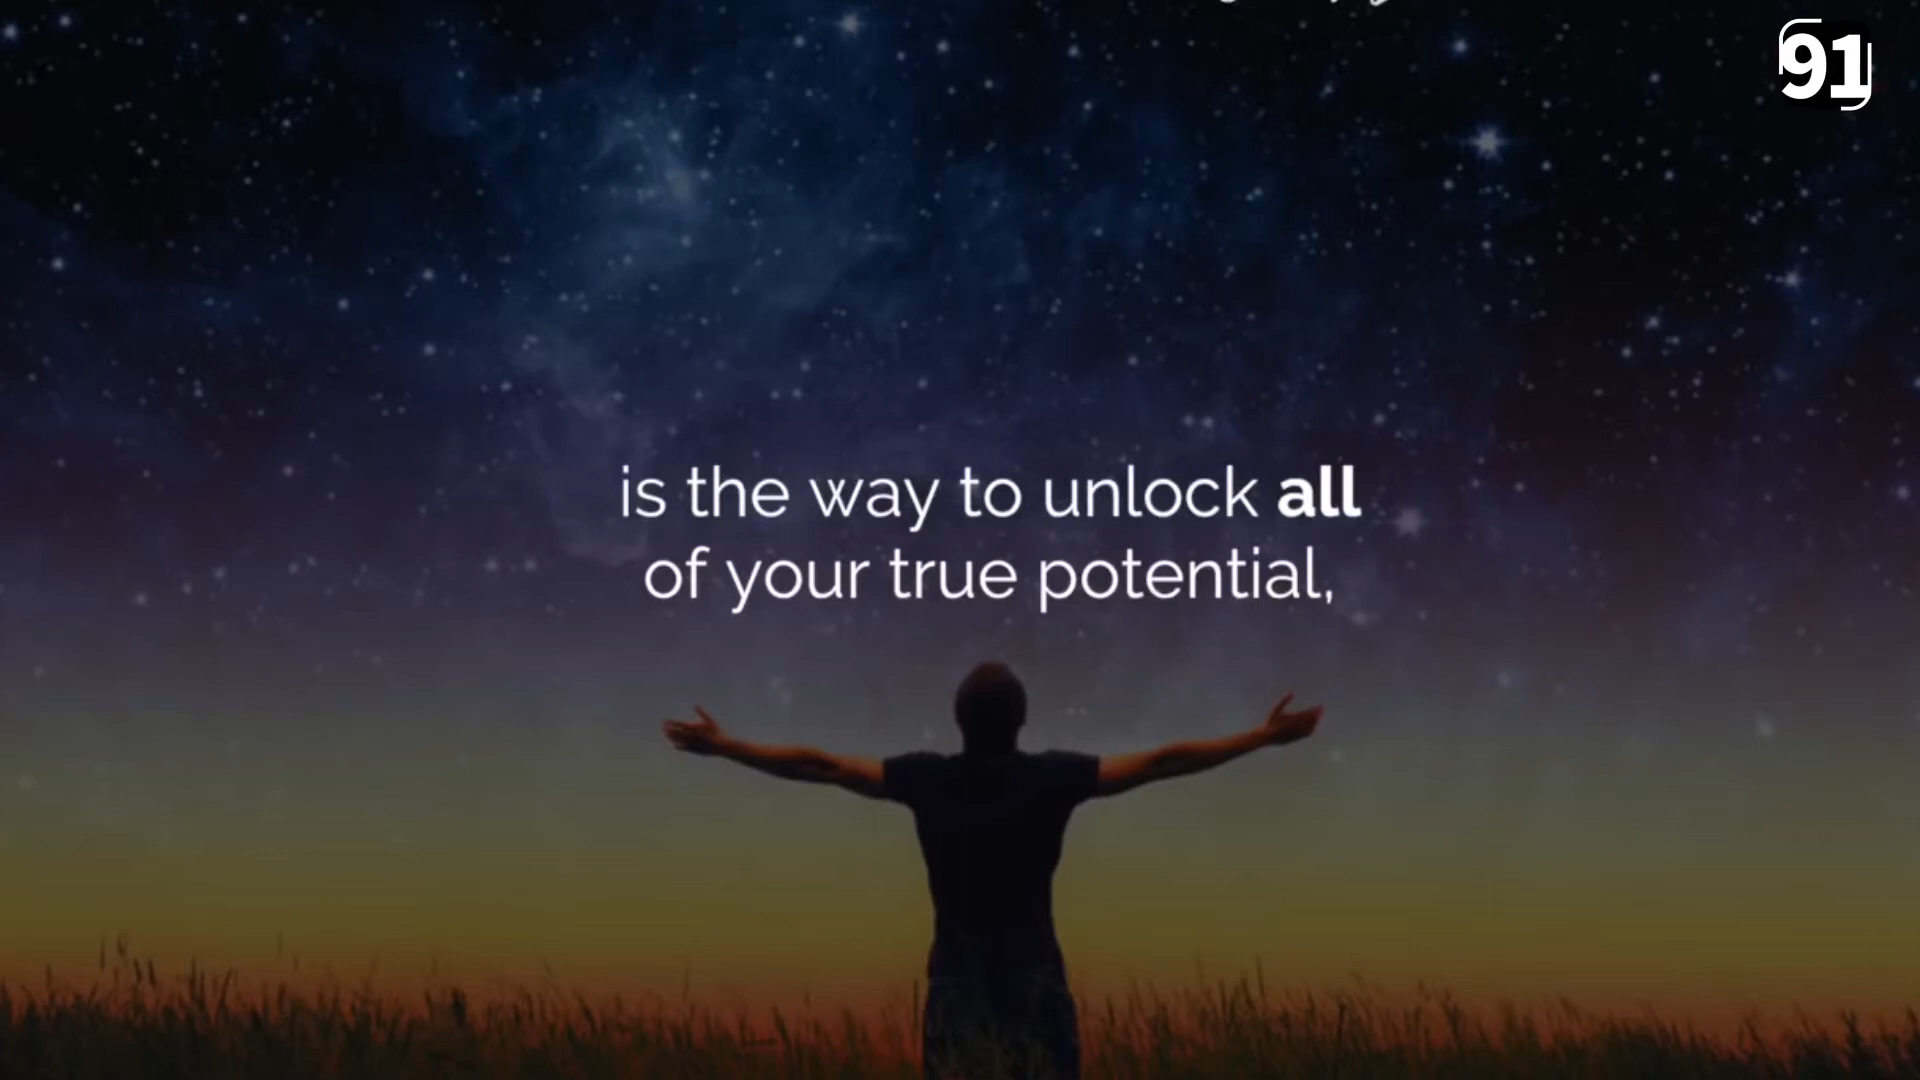 91
is the way to unlock all
of your true potential,